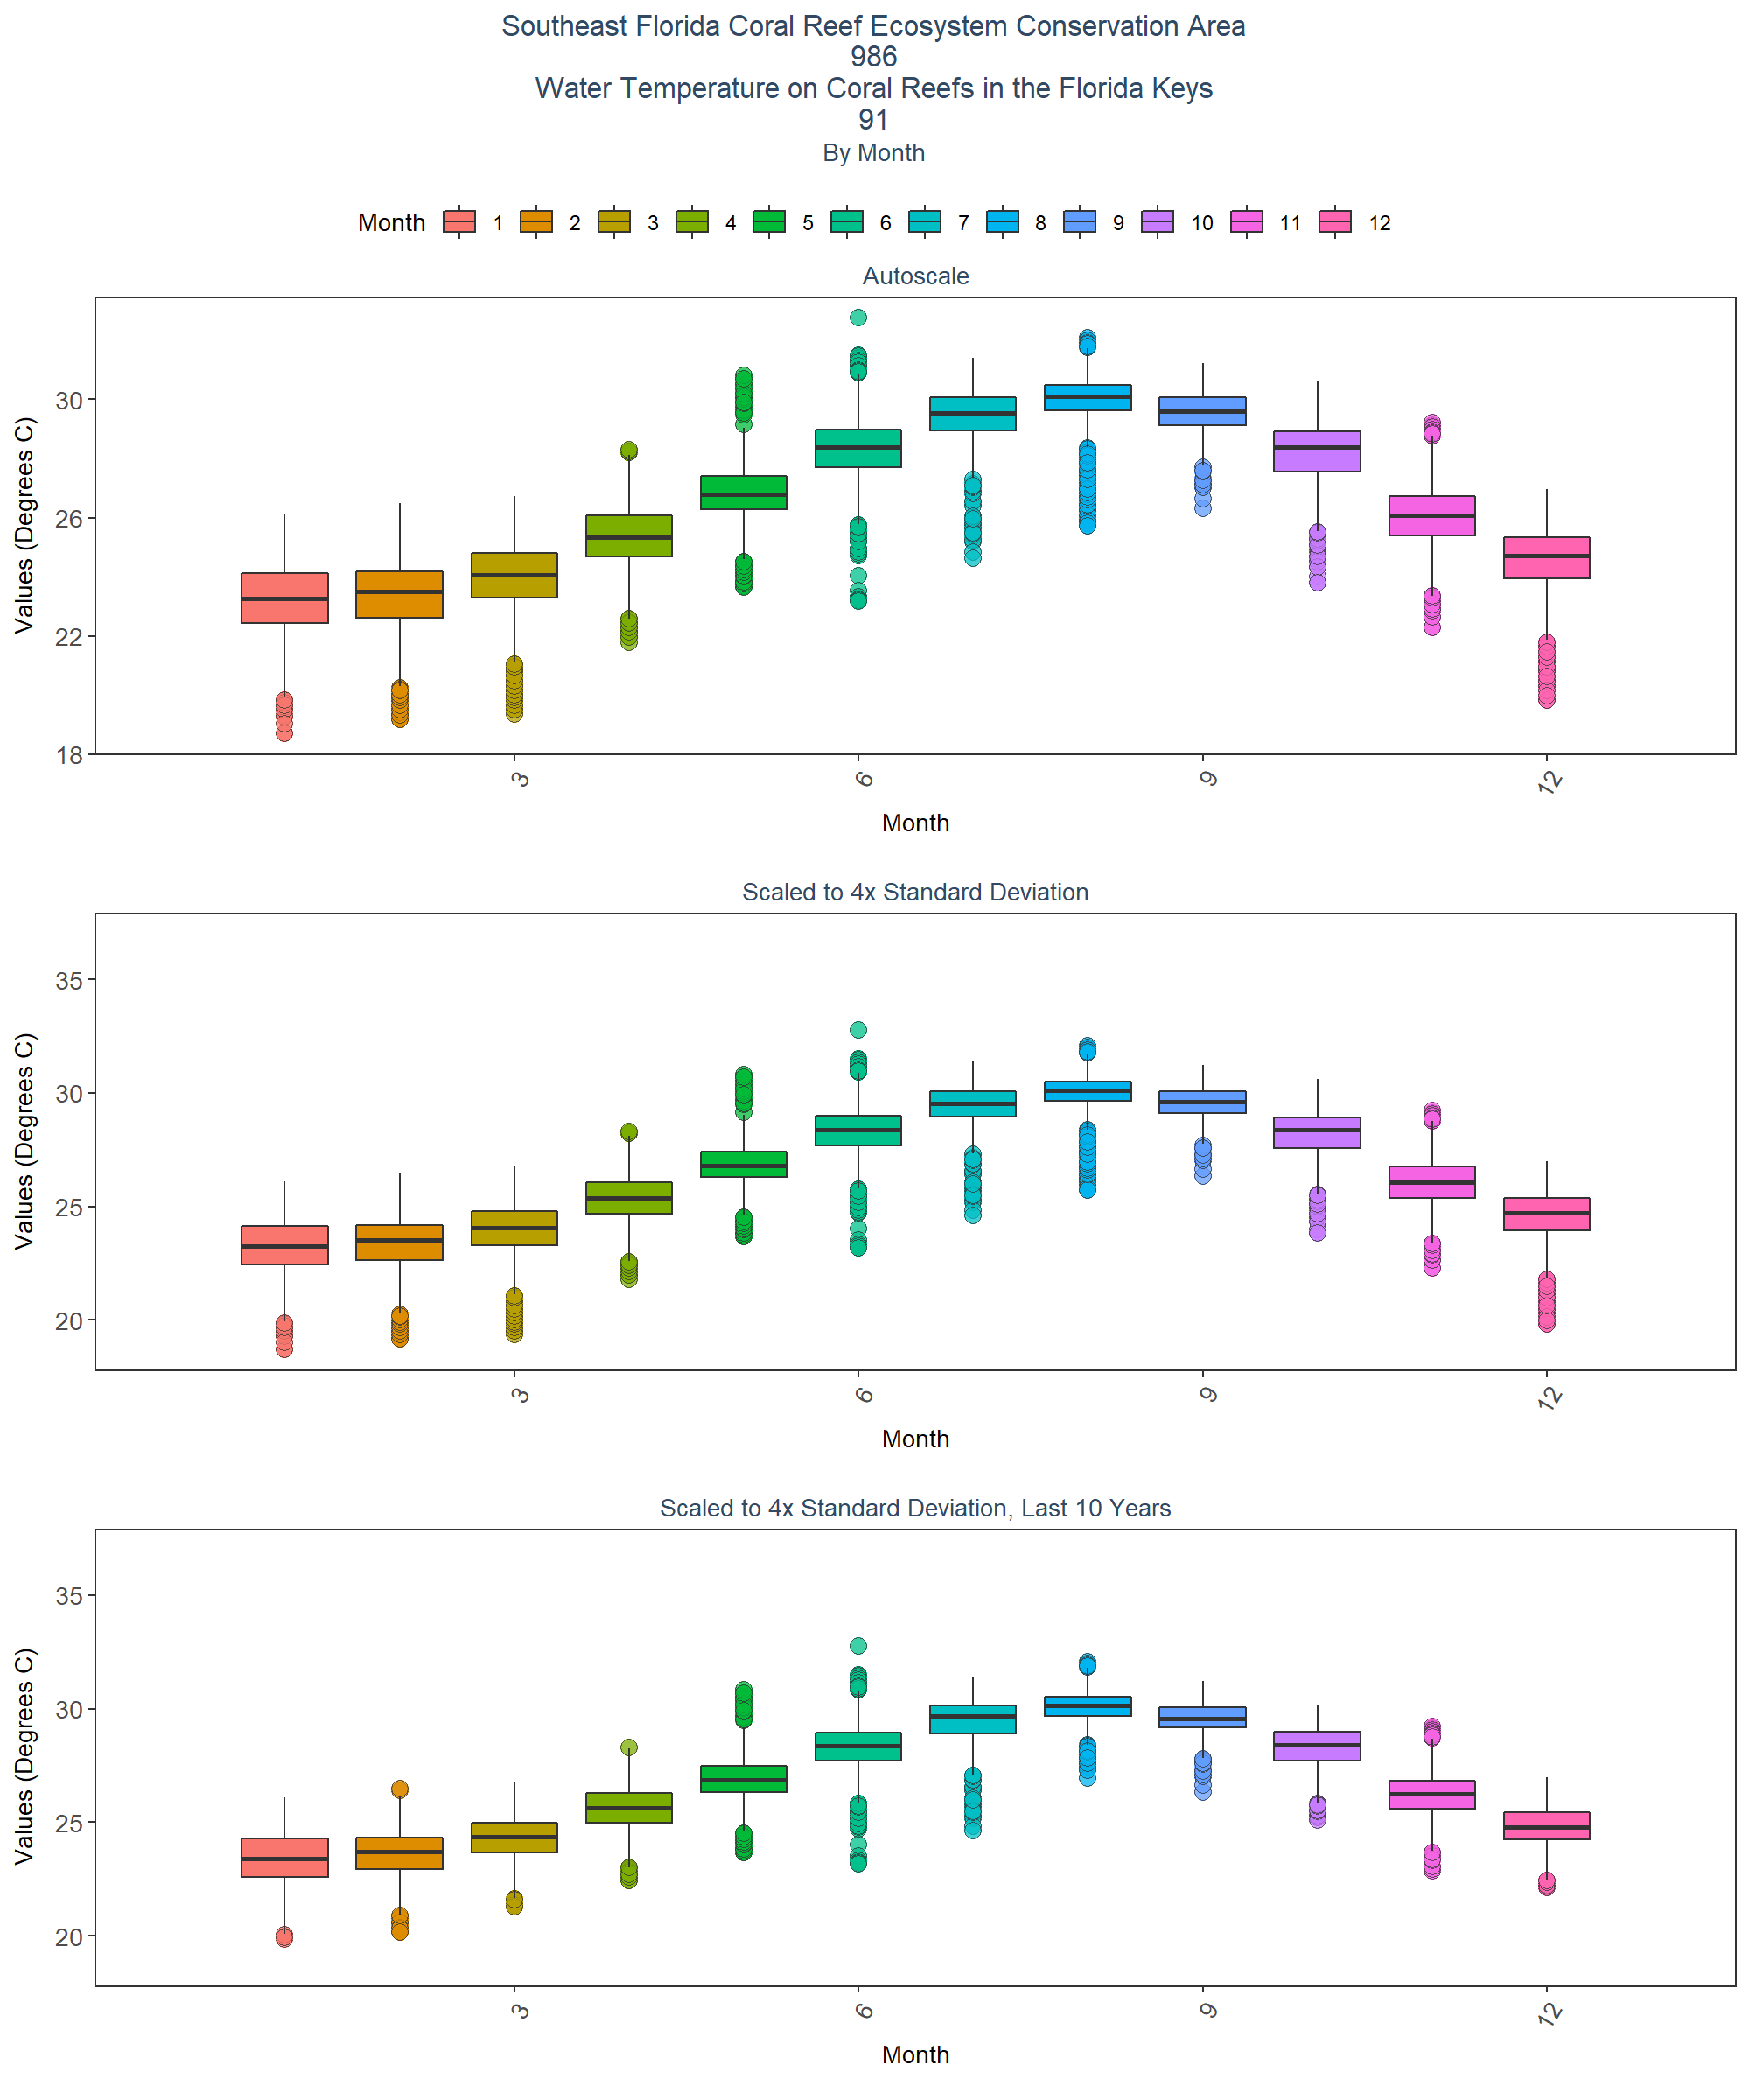 Southeast Florida Coral Reef Ecosystem Conservation Area
986
Water Temperature on Coral Reefs in the Florida Keys
91
By Month
Month 1 2 3 4 5 6 7 8 9 10 11 12
Autoscale
Values (Degrees C)
30
26
22
18
3 6 9 12
Month
Scaled to 4x Standard Deviation
Values (Degrees C)
35
30
25
20
3 6 9 12
Month
Scaled to 4x Standard Deviation, Last 10 Years
Values (Degrees C)
35
30
25
20
3 6 9 12
Month